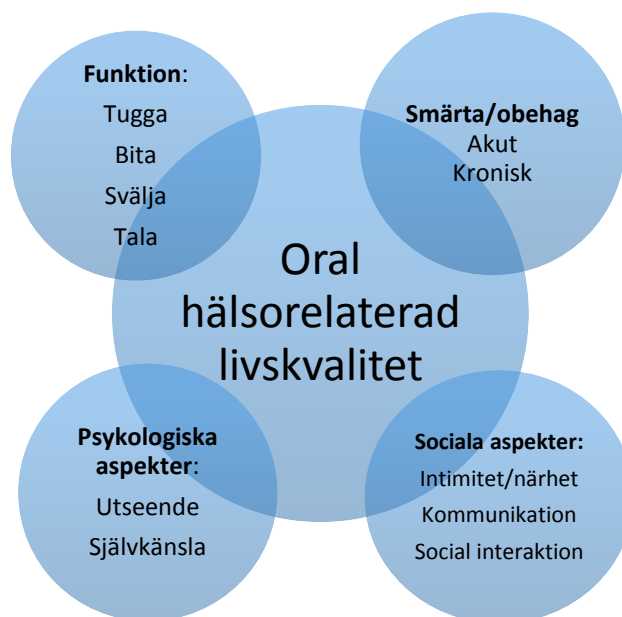 Funktion:
Tugga
Bita
Svälja
Tala
Smärta/obehag
Akut
Kronisk
Oral
hälsorelaterad
livskvalitet
Psykologiska
aspekter:
Utseende
Självkänsla
Sociala aspekter:
Intimitet/närhet
Kommunikation
Social interaktion